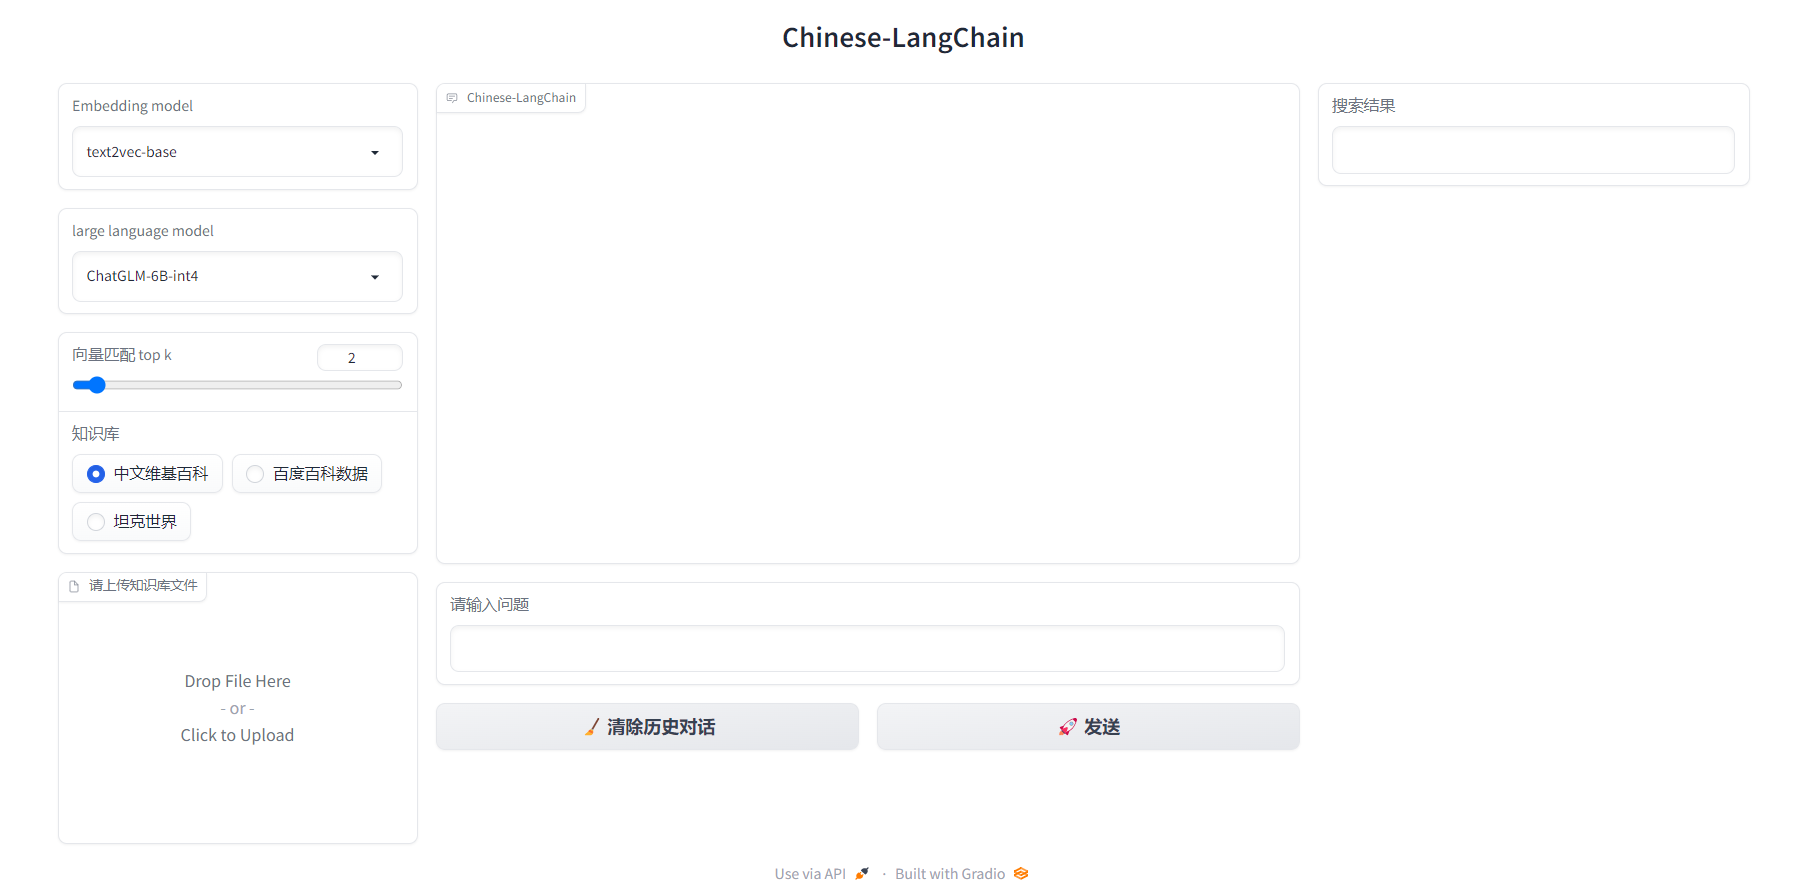 Chinese-LangChain
Embedding model
text2vec-base
large language model
ChatGLM-6B-int4
向量匹配 top k
2
知识库
中文维基百科
百度百科数据
坦克世界
请上传知识库文件
Drop File Here
- or -
Click to Upload
Chinese-LangChain
请输入问题
清除历史对话
发送
搜索结果
Use via API · Built with Gradio